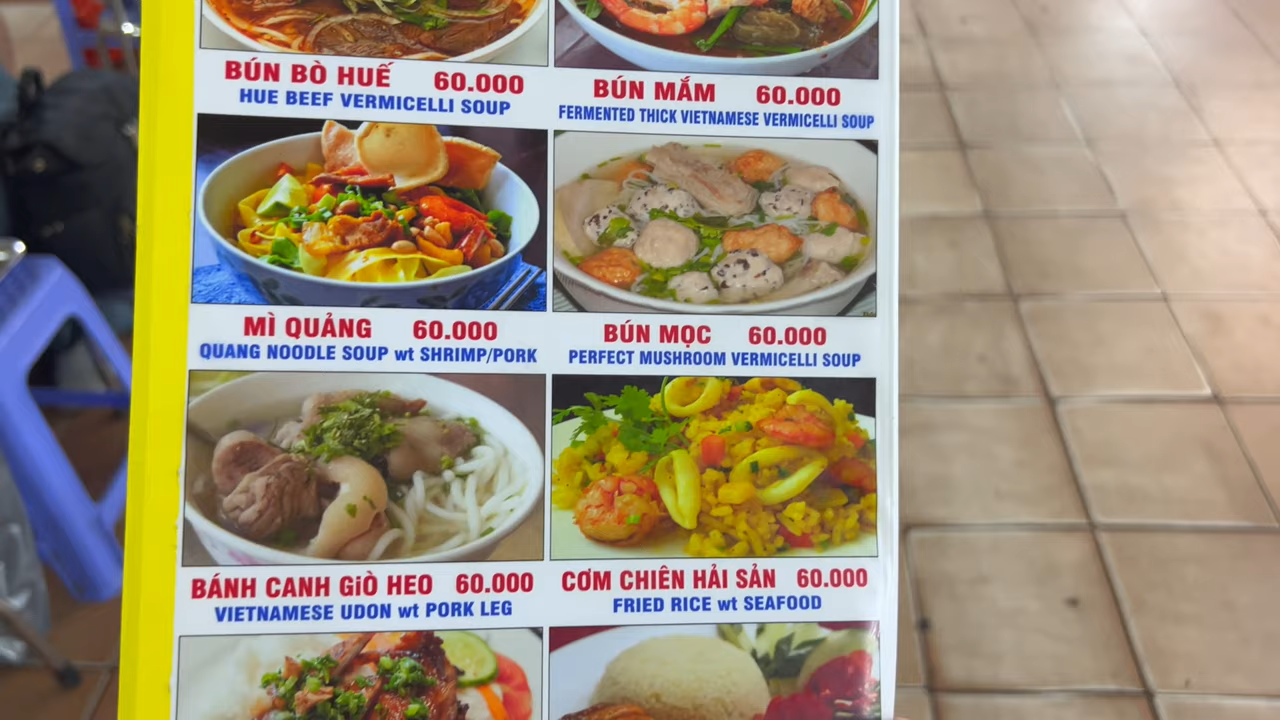 BÚN BÒ HUẾ 60.000
HUE BEEF VERMICELLI SOUP
BÚN MẮM 60.000
FERMENTED THICK VIETNAMESE VERMICELLI SOUP
MÌ QUẢNG 60.000
QUANG NOODLE SOUP wt SHRIMP/PORK
BÚN MỌC 60.000
PERFECT MUSHROOM VERMICELLI SOUP
BÁNH CANH GiÒ HEO 60.000
VIETNAMESE UDON wt PORK LEG
CƠM CHIÊN HẢI SẢN 60.000
FRIED RICE wt SEAFOOD